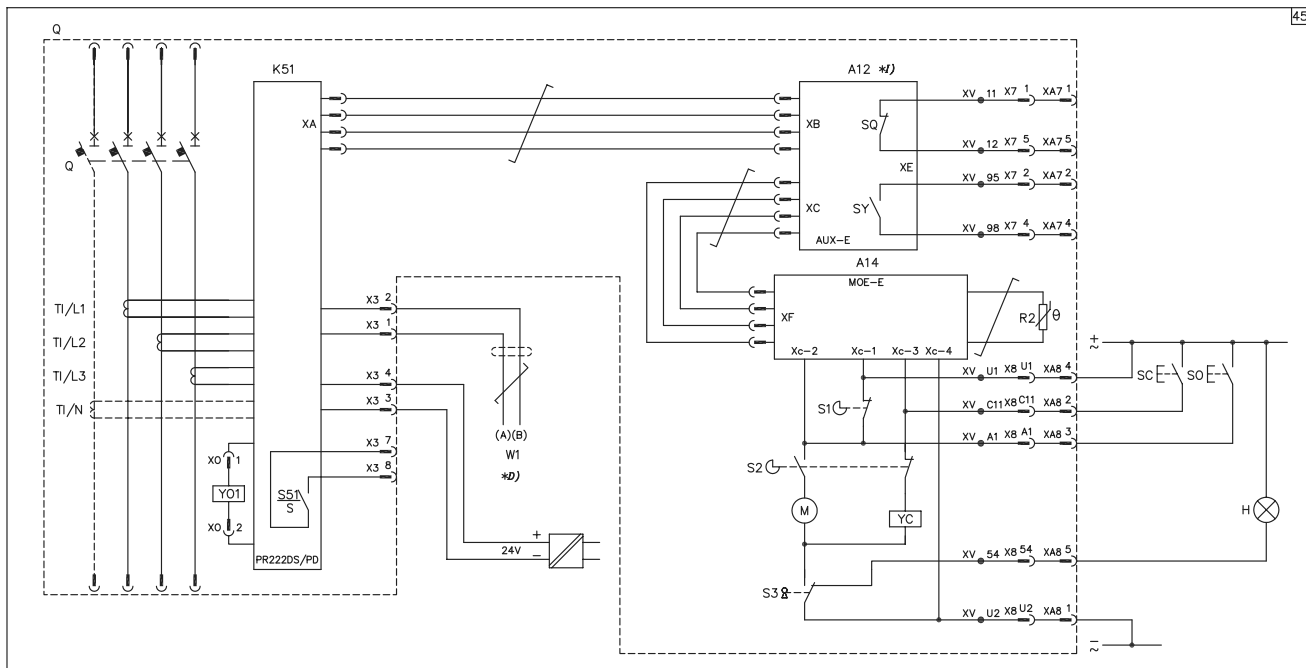 45
Q
K51
A12 *I)
XA
XB
SQ
XE
XV 11 X7 1 XA7 1
XV 12 X7 5 XA7 5
XV 95 X7 2 XA7 2
XV 98 X7 4 XA7 4
Q
XC
SY
AUX-E
A14
MOE-E
XF
R2 θ
Xc-2 Xc-1 Xc-3 Xc-4
TI/L1
TI/L2
TI/L3
TI/N
X3 2
X3 1
X3 4
X3 3
X3 7
X3 8
(A)(B)
W1
*D)
+
~
XV U1 X8 U1 XA8 4
XV C11 X8 C11 XA8 2
XV A1 X8 A1 XA8 3
SC
SO
S1
S2
M
YC
H
XO 1
YO1
XO 2
S51
S
PR222DS/PD
+
24V
−
XV 54 X8 54 XA8 5
S3
XV U2 X8 U2 XA8 1
−
~